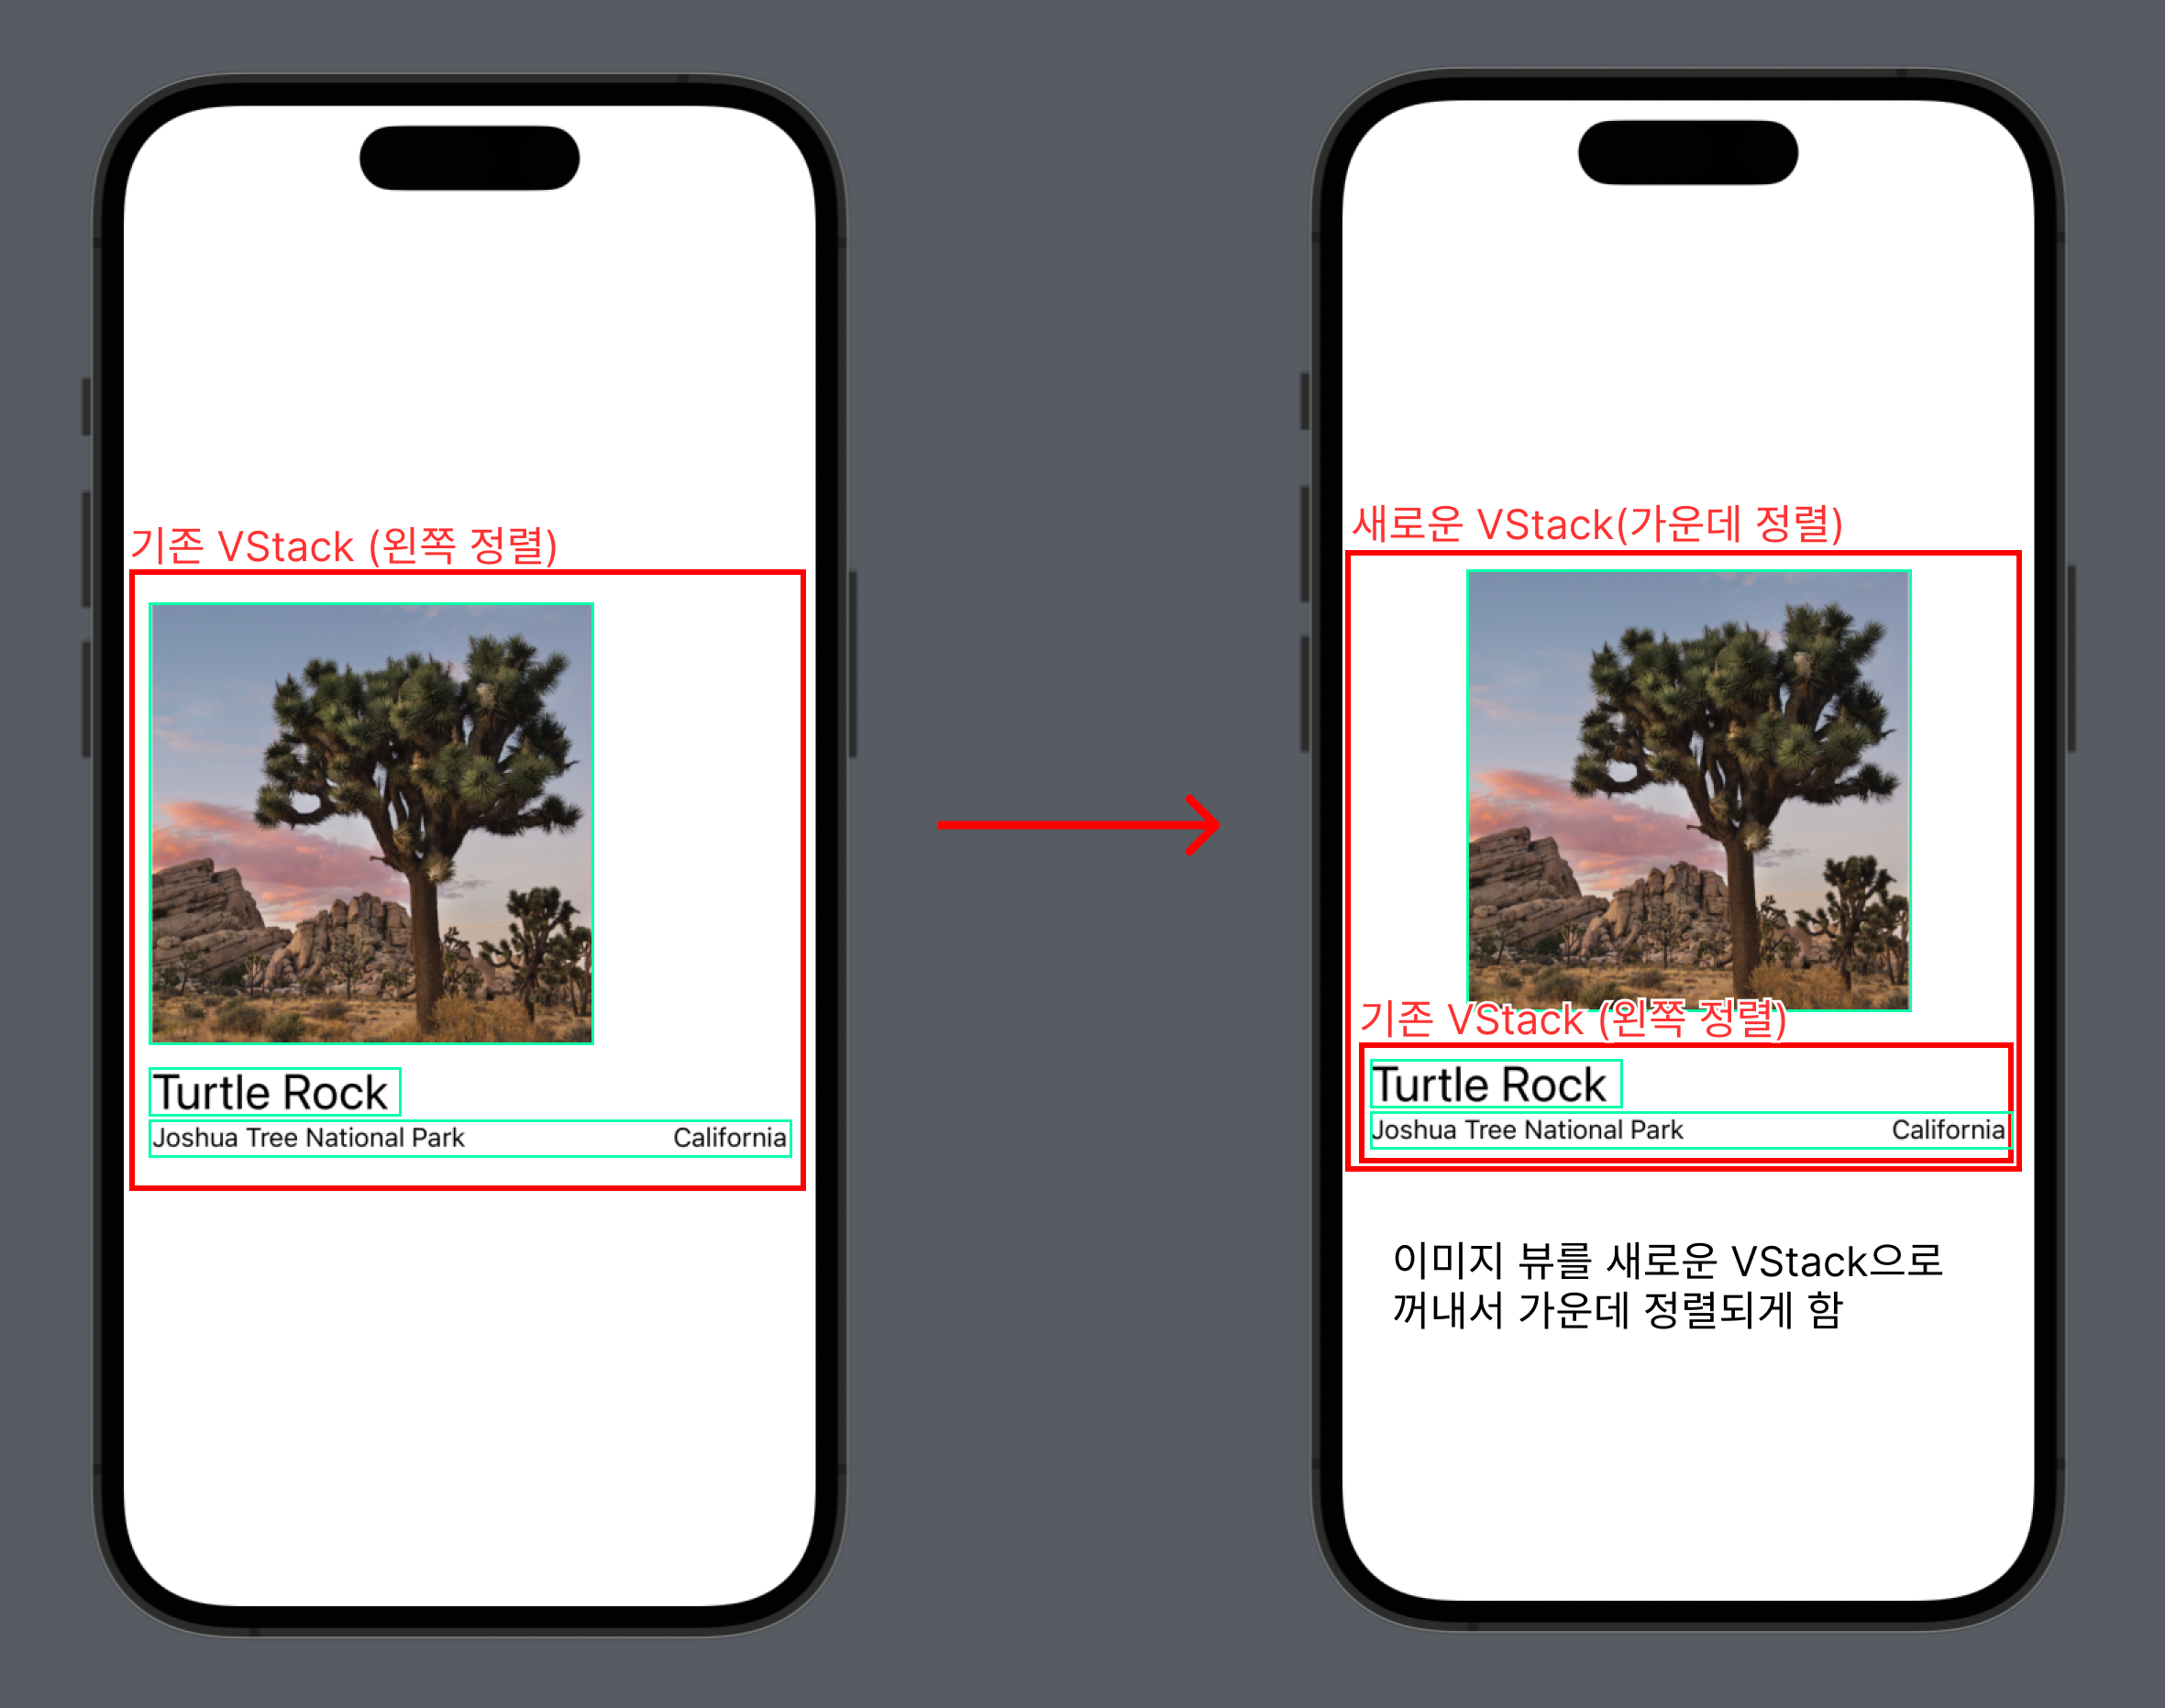 기존 VStack (왼쪽 정렬)
Turtle Rock
Joshua Tree National Park California
새로운 VStack(가운데 정렬)
기존 VStack (왼쪽 정렬)
Turtle Rock
Joshua Tree National Park California
이미지 뷰를 새로운 VStack으로
꺼내서 가운데 정렬되게 함